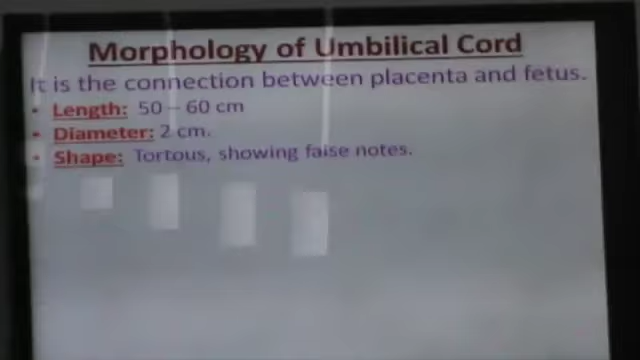 Morphology of Umbilical Cord
It is the connection between placenta and fetus.
• Length: 50 – 60 cm
• Diameter: 2 cm.
• Shape: Tortous, showing faise notes.